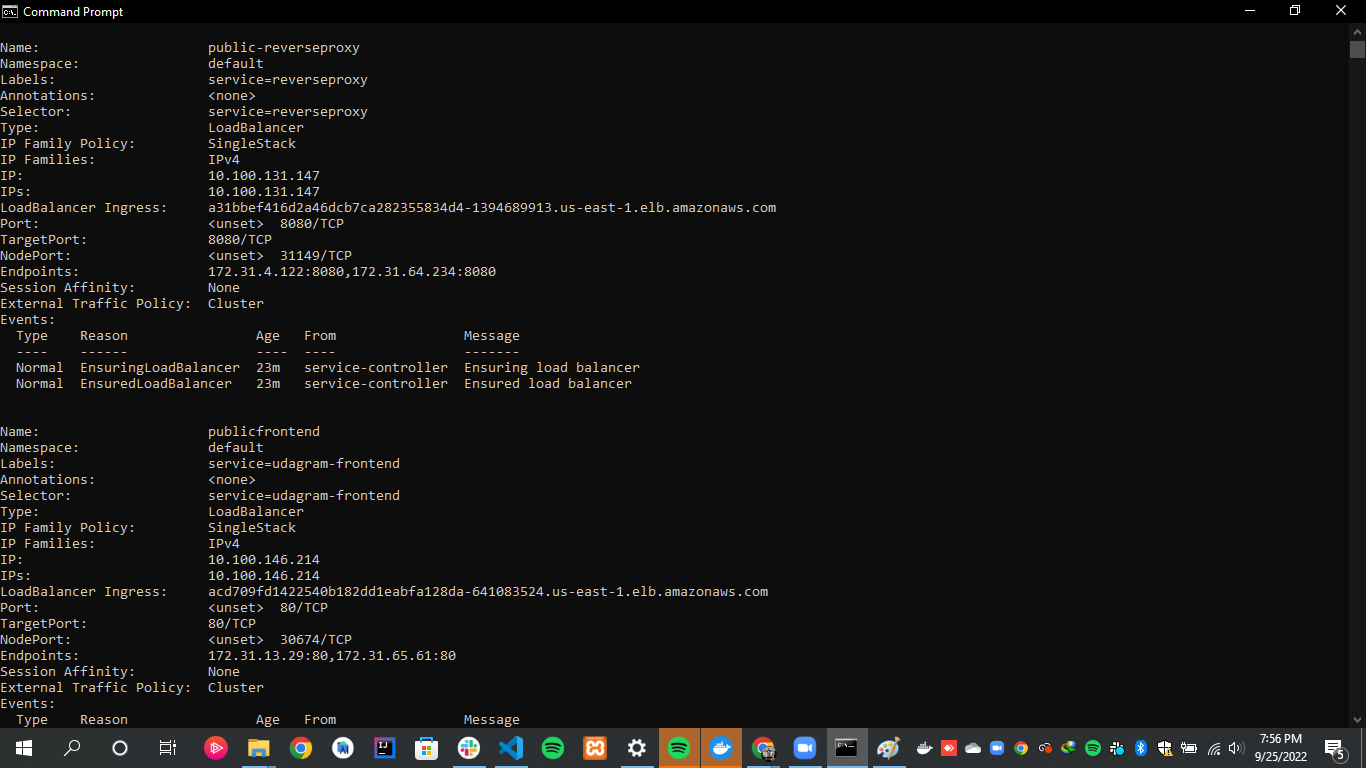 Command Prompt
Name: public-reverseproxy
Namespace: default
Labels: service=reverseproxy
Annotations: <none>
Selector: service=reverseproxy
Type: LoadBalancer
IP Family Policy: SingleStack
IP Families: IPv4
IP: 10.100.131.147
IPs: 10.100.131.147
LoadBalancer Ingress: a31bbef416d2a46dcb7ca282355834d4-1394689913.us-east-1.elb.amazonaws.com
Port: <unset> 8080/TCP
TargetPort: 8080/TCP
NodePort: <unset> 31149/TCP
Endpoints: 172.31.4.122:8080,172.31.64.234:8080
Session Affinity: None
External Traffic Policy: Cluster
Events:
Type Reason Age From Message
---- ------ ---- ---- -------
Normal EnsuringLoadBalancer 23m service-controller Ensuring load balancer
Normal EnsuredLoadBalancer 23m service-controller Ensured load balancer
Name: publicfrontend
Namespace: default
Labels: service=udagram-frontend
Annotations: <none>
Selector: service=udagram-frontend
Type: LoadBalancer
IP Family Policy: SingleStack
IP Families: IPv4
IP: 10.100.146.214
IPs: 10.100.146.214
LoadBalancer Ingress: acd709fd1422540b182dd1eabfa128da-641083524.us-east-1.elb.amazonaws.com
Port: <unset> 80/TCP
TargetPort: 80/TCP
NodePort: <unset> 30674/TCP
Endpoints: 172.31.13.29:80,172.31.65.61:80
Session Affinity: None
External Traffic Policy: Cluster
Events:
Type Reason Age From Message
7:56 PM
9/25/2022
5